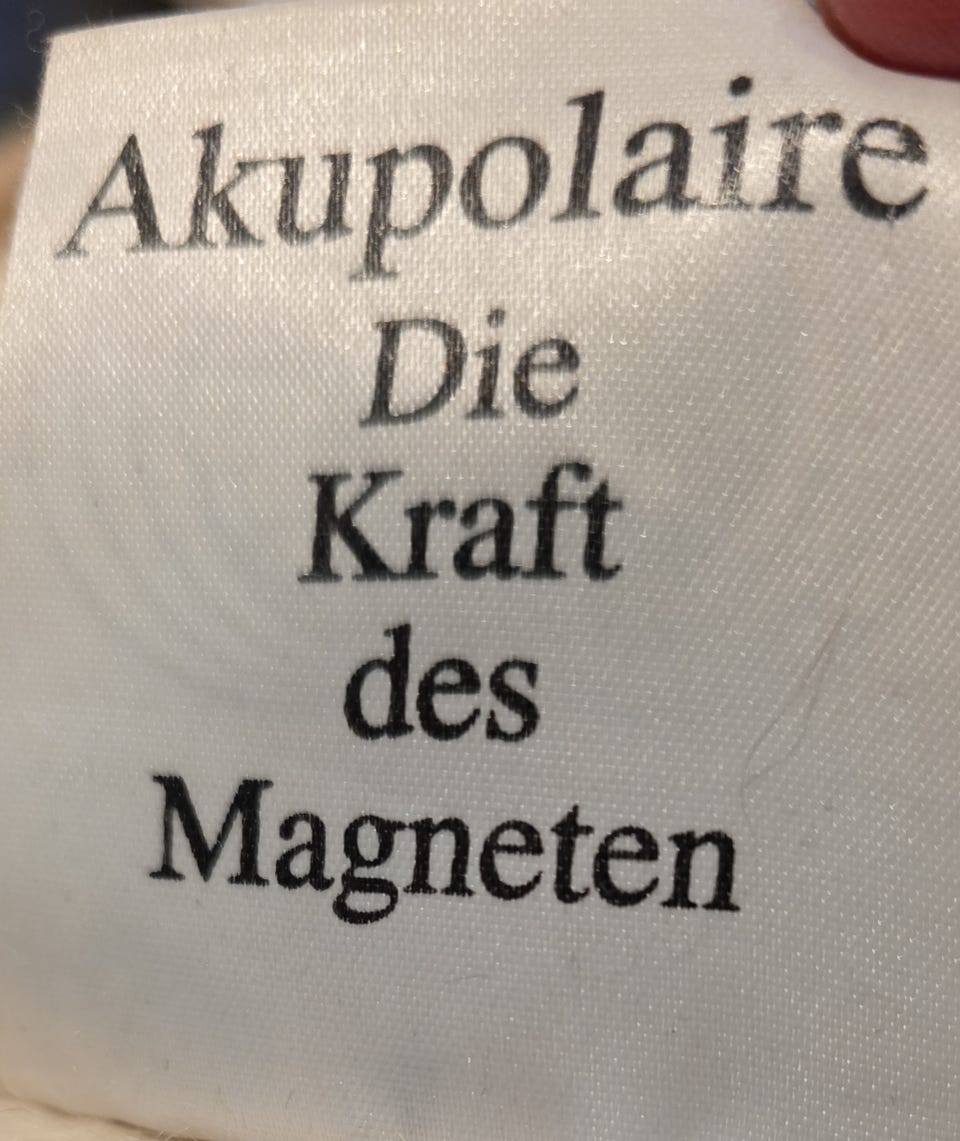 Akupolaire
Die
Kraft
des
Magneten